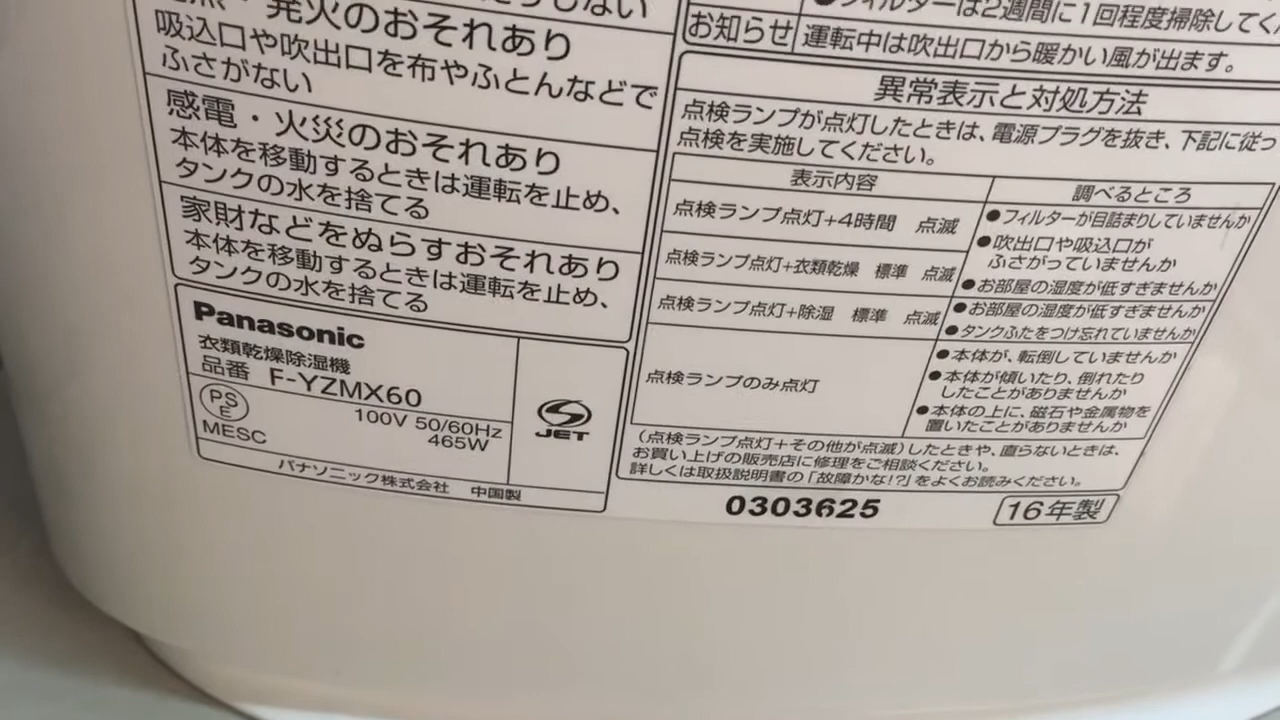 発火のおそれあり
吸込口や吹出口を布やふとんなどで
ふさがない
感電・火災のおそれあり
本体を移動するときは運転を止め、
タンクの水を捨てる
家財などをぬらすおそれあり
本体を移動するときは運転を止め、
タンクの水を捨てる
Panasonic
衣類乾燥除湿機
品番 F-YZMX60
PS
E
100V 50/60Hz
465W
MESC
JET
パナソニック株式会社 中国製
●フィルターは2週間に1回程度掃除してく
お知らせ 運転中は吹出口から暖かい風が出ます。
異常表示と対処方法
点検ランプが点灯したときは、電源プラグを抜き、下記に従っ
点検を実施してください。
表示内容 調べるところ
点検ランプ点灯+4時間 点滅
●フィルターが目詰まりしていませんか
●吹出口や吸込口が
ふさがっていませんか
点検ランプ点灯+衣類乾燥 標準 点滅
●お部屋の湿度が低すぎませんか
点検ランプ点灯+除湿 標準 点滅
●お部屋の湿度が低すぎませんか
●タンクふたをつけ忘れていませんか
点検ランプのみ点灯
●本体が、転倒していませんか
●本体が傾いたり、倒れたり
したことがありませんか
●本体の上に、磁石や金属物を
置いたことがありませんか
(点検ランプ点灯+その他が点滅)したときや、直らないときは、
お買い上げの販売店に修理をご相談ください。
詳しくは取扱説明書の「故障かな!?」をよくお読みください。
0303625
16年製